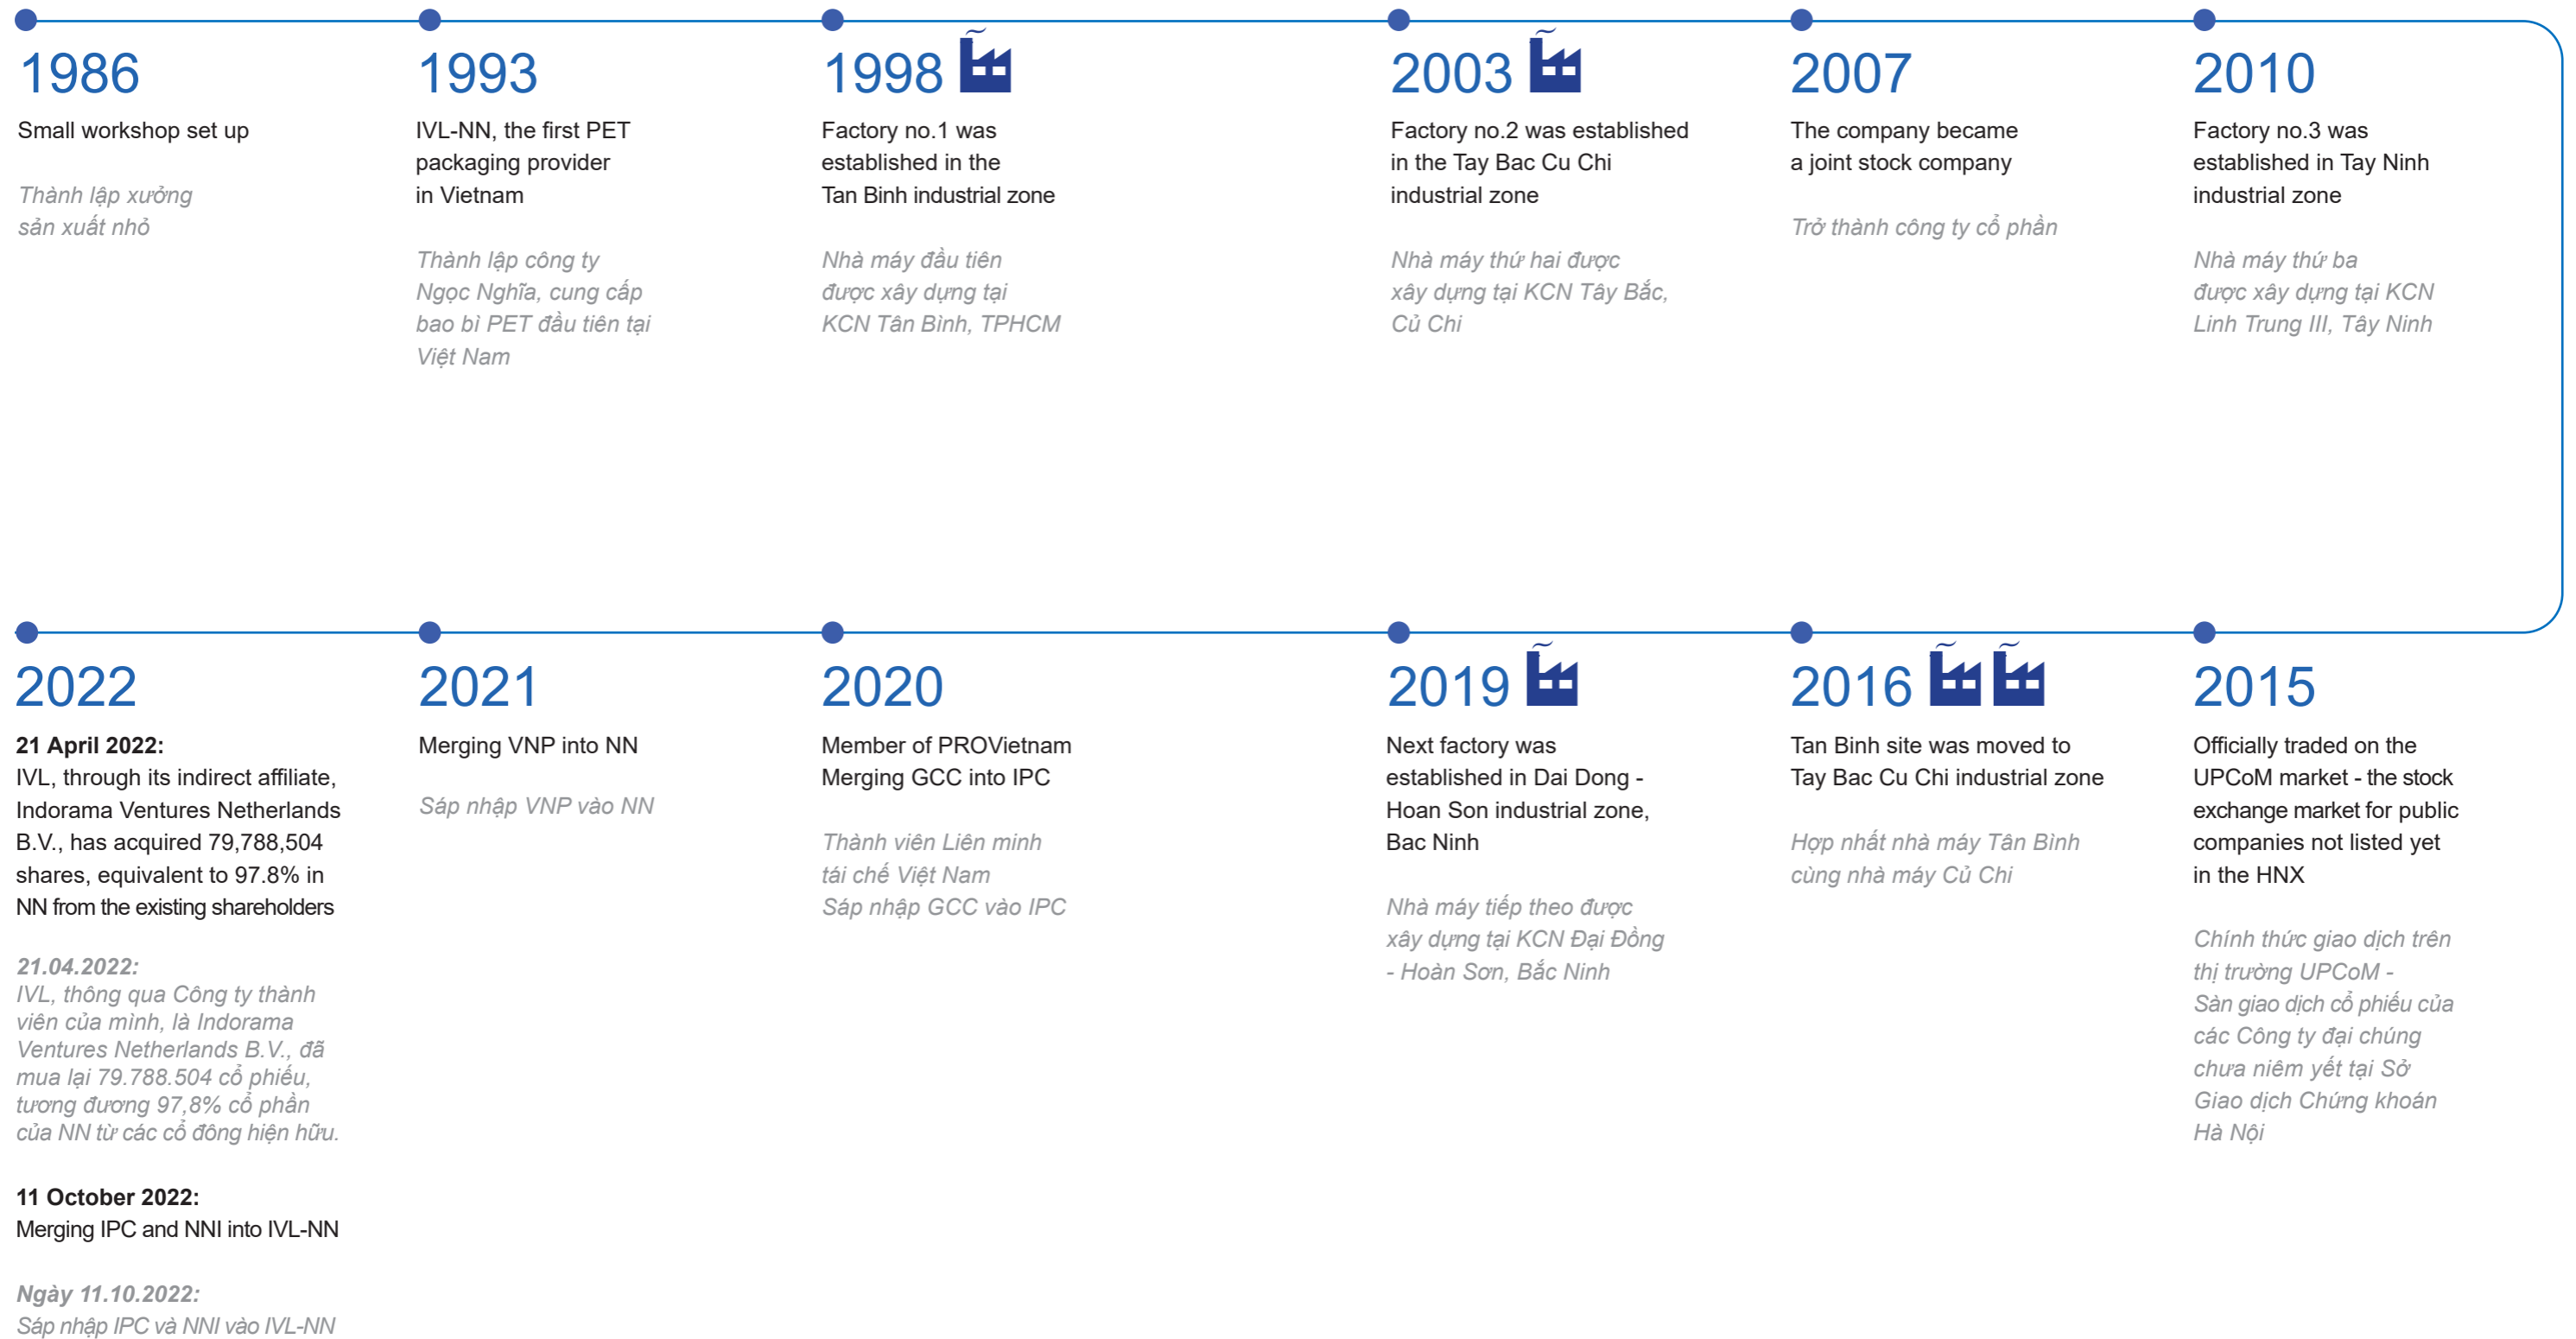 1986
Small workshop set up
Thành lập xưởng
sản xuất nhỏ
1993
IVL-NN, the first PET
packaging provider
in Vietnam
Thành lập công ty
Ngọc Nghĩa, cung cấp
bao bì PET đầu tiên tại
Việt Nam
1998
Factory no.1 was
established in the
Tan Binh industrial zone
Nhà máy đầu tiên
được xây dựng tại
KCN Tân Bình, TPHCM
2003
Factory no.2 was established
in the Tay Bac Cu Chi
industrial zone
Nhà máy thứ hai được
xây dựng tại KCN Tây Bắc,
Củ Chi
2007
The company became
a joint stock company
Trở thành công ty cổ phần
2010
Factory no.3 was
established in Tay Ninh
industrial zone
Nhà máy thứ ba
được xây dựng tại KCN
Linh Trung III, Tây Ninh
2015
Officially traded on the
UPCoM market - the stock
exchange market for public
companies not listed yet
in the HNX
Chính thức giao dịch trên
thị trường UPCoM -
Sàn giao dịch cổ phiếu của
các Công ty đại chúng
chưa niêm yết tại Sở
Giao dịch Chứng khoán
Hà Nội
2016
Tan Binh site was moved to
Tay Bac Cu Chi industrial zone
Hợp nhất nhà máy Tân Bình
cùng nhà máy Củ Chi
2019
Next factory was
established in Dai Dong -
Hoan Son industrial zone,
Bac Ninh
Nhà máy tiếp theo được
xây dựng tại KCN Đại Đồng
- Hoàn Sơn, Bắc Ninh
2020
Member of PROVietnam
Merging GCC into IPC
Thành viên Liên minh
tái chế Việt Nam
Sáp nhập GCC vào IPC
2021
Merging VNP into NN
Sáp nhập VNP vào NN
2022
21 April 2022:
IVL, through its indirect affiliate,
Indorama Ventures Netherlands
B.V., has acquired 79,788,504
shares, equivalent to 97.8% in
NN from the existing shareholders
21.04.2022:
IVL, thông qua Công ty thành
viên của mình, là Indorama
Ventures Netherlands B.V., đã
mua lại 79.788.504 cổ phiếu,
tương đương 97,8% cổ phần
của NN từ các cổ đông hiện hữu.
11 October 2022:
Merging IPC and NNI into IVL-NN
Ngày 11.10.2022:
Sáp nhập IPC và NNI vào IVL-NN